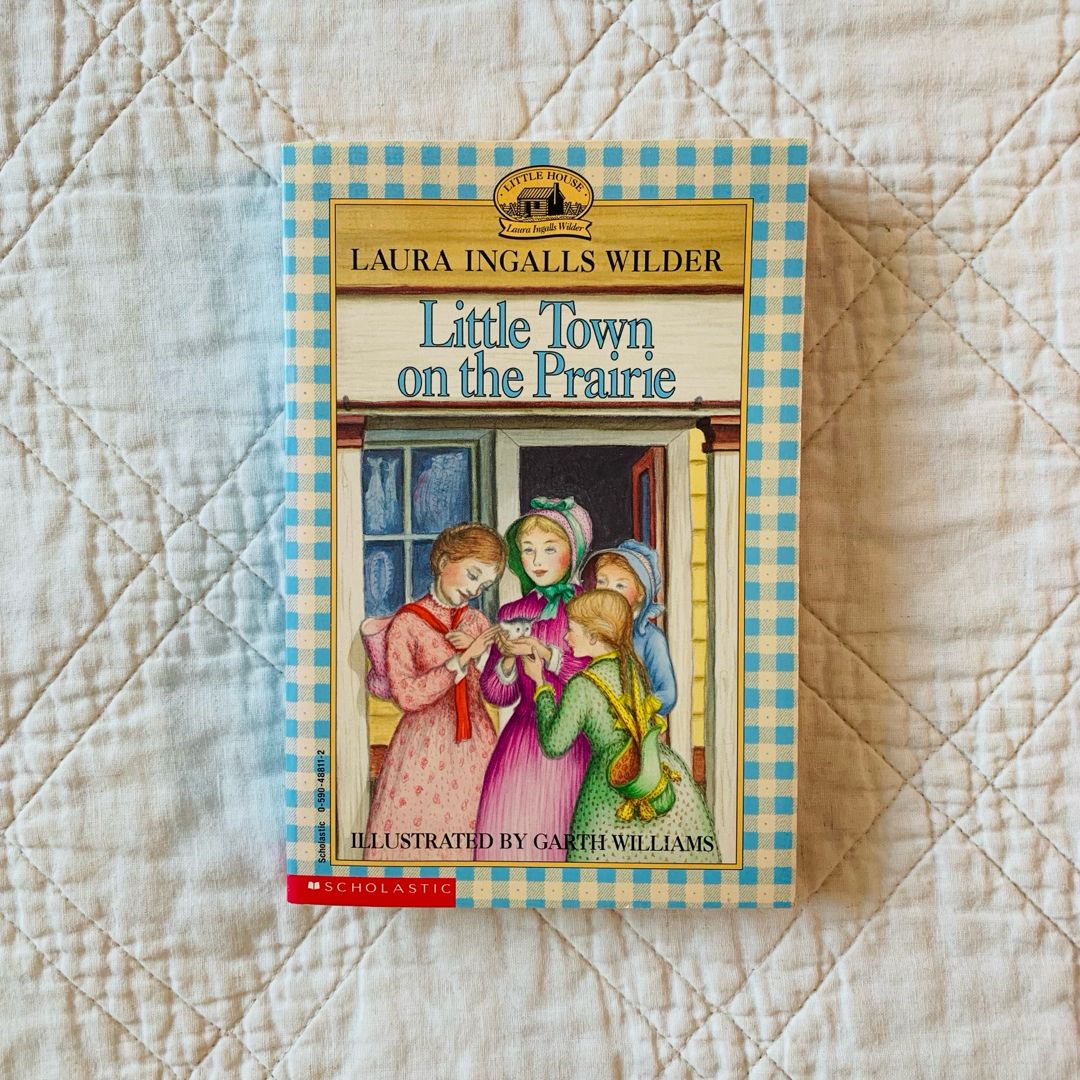 LITTLE HOUSE
Laura Ingalls Wilder
LAURA INGALLS WILDER
Little Town
on the Prairie
ILLUSTRATED BY GARTH WILLIAMS
Scholastic 0-590-48811-2
SCHOLASTIC